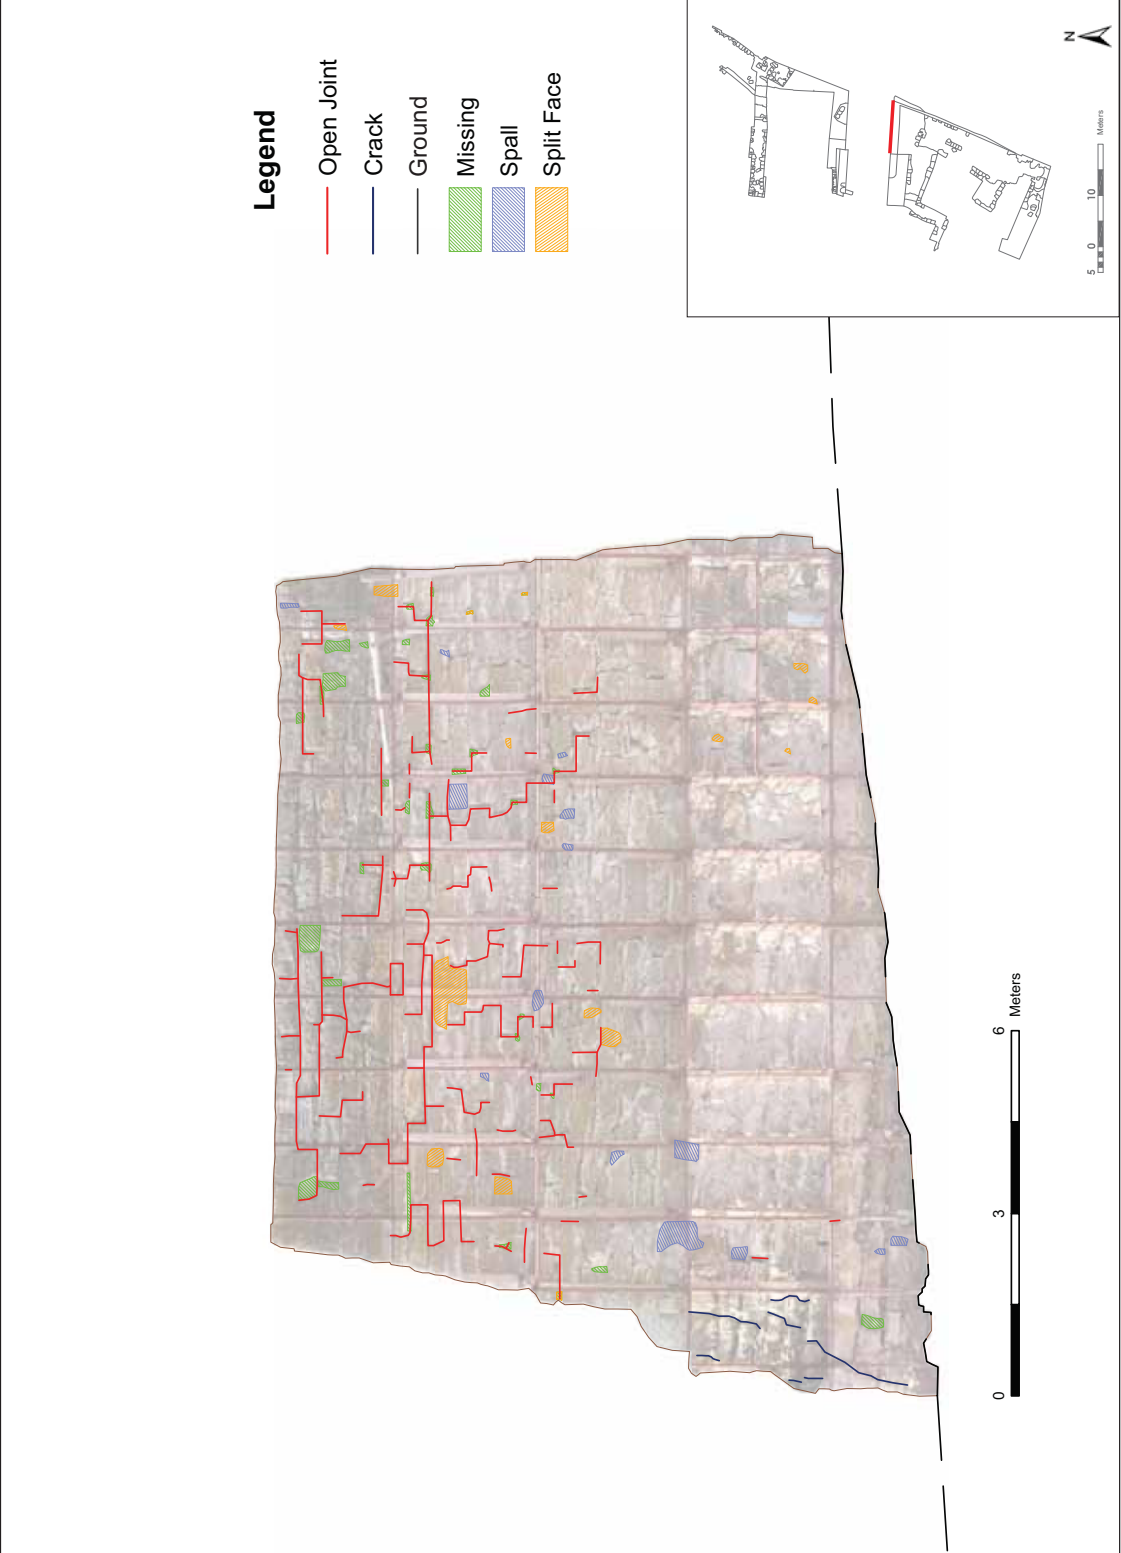 Legend
Open Joint
Crack
Ground
Missing
Spall
Split Face
N
5 0 10 Meters
0 3 6 Meters